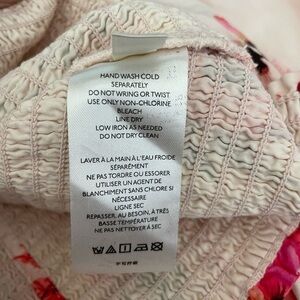 HAND WASH COLD
SEPARATELY
DO NOT WRING OR TWIST
USE ONLY NON-CHLORINE
BLEACH
LINE DRY
LOW IRON AS NEEDED
DO NOT DRY CLEAN
LAVER À LA MAIN À L'EAU FROIDE
SÉPARÉMENT
NE PAS TORDRE OU ESSORER
UTILISER UN AGENT DE
BLANCHIMENT SANS CHLORE SI
NÉCESSAIRE
LIGNE SEC
REPASSER, AU BESOIN, À TRÈS
BASSE TEMPÉRATURE
NE PAS NETTOYER À SEC